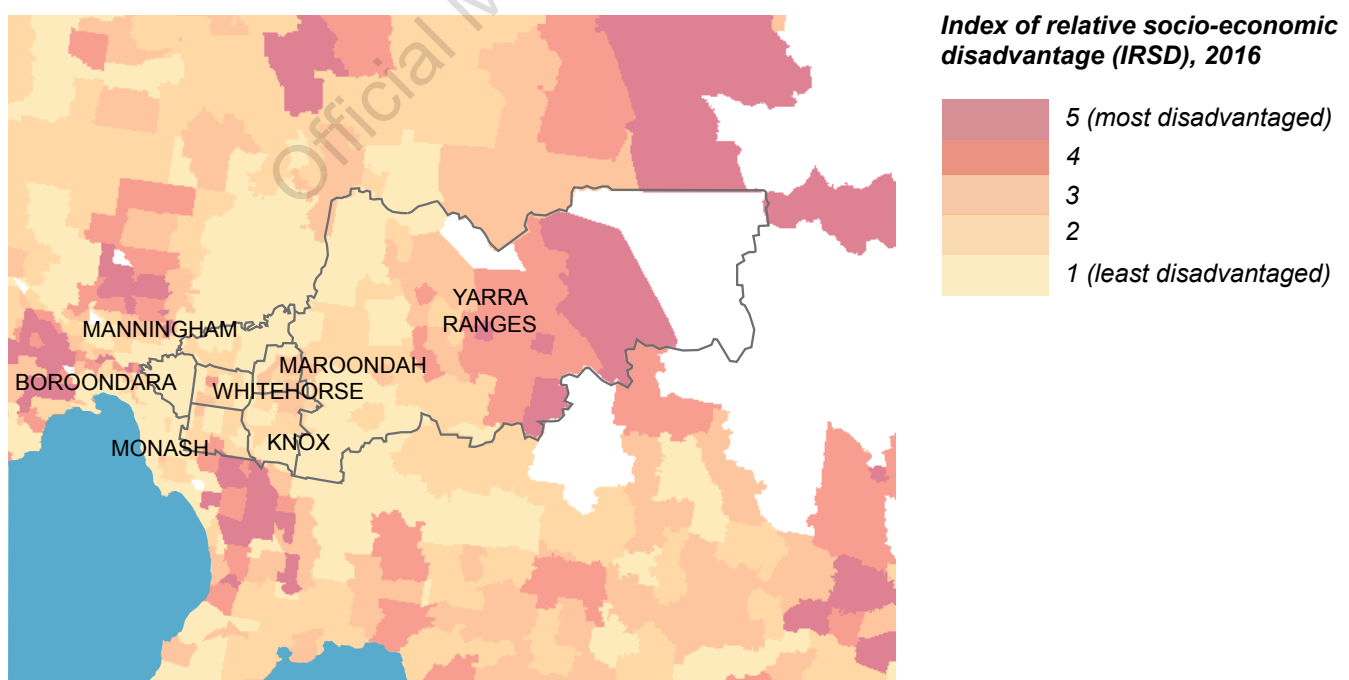 Official M
Index of relative socio-economic
disadvantage (IRSD), 2016
5 (most disadvantaged)
4
3
2
1 (least disadvantaged)
YARRA
RANGES
MANNINGHAM
MAROONDAH
BOROONDARA
WHITEHORSE
MONASH
KNOX